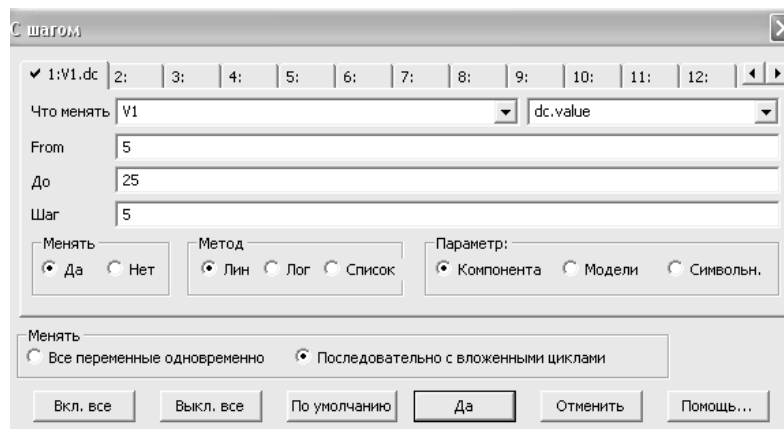 С шагом
1:V1.dc 2: 3: 4: 5: 6: 7: 8: 9: 10: 11: 12:
Что менять V1 dc.value
From 5
До 25
Шаг 5
Менять Метод Параметр:
Да Нет Лин Лог Список Компонента Модели Символьн.
Менять
Все переменные одновременно Последовательно с вложенными циклами
Вкл. все Выкл. все По умолчанию Да Отменить Помощь...